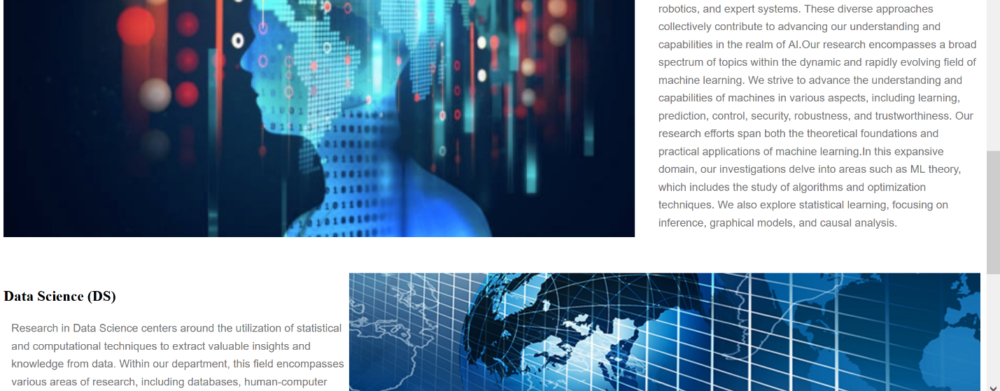 robotics, and expert systems. These diverse approaches
collectively contribute to advancing our understanding and
capabilities in the realm of AI.Our research encompasses a broad
spectrum of topics within the dynamic and rapidly evolving field of
machine learning. We strive to advance the understanding and
capabilities of machines in various aspects, including learning,
prediction, control, security, robustness, and trustworthiness. Our
research efforts span both the theoretical foundations and
practical applications of machine learning.In this expansive
domain, our investigations delve into areas such as ML theory,
which includes the study of algorithms and optimization
techniques. We also explore statistical learning, focusing on
inference, graphical models, and causal analysis.
Data Science (DS)
Research in Data Science centers around the utilization of statistical
and computational techniques to extract valuable insights and
knowledge from data. Within our department, this field encompasses
various areas of research, including databases, human-computer